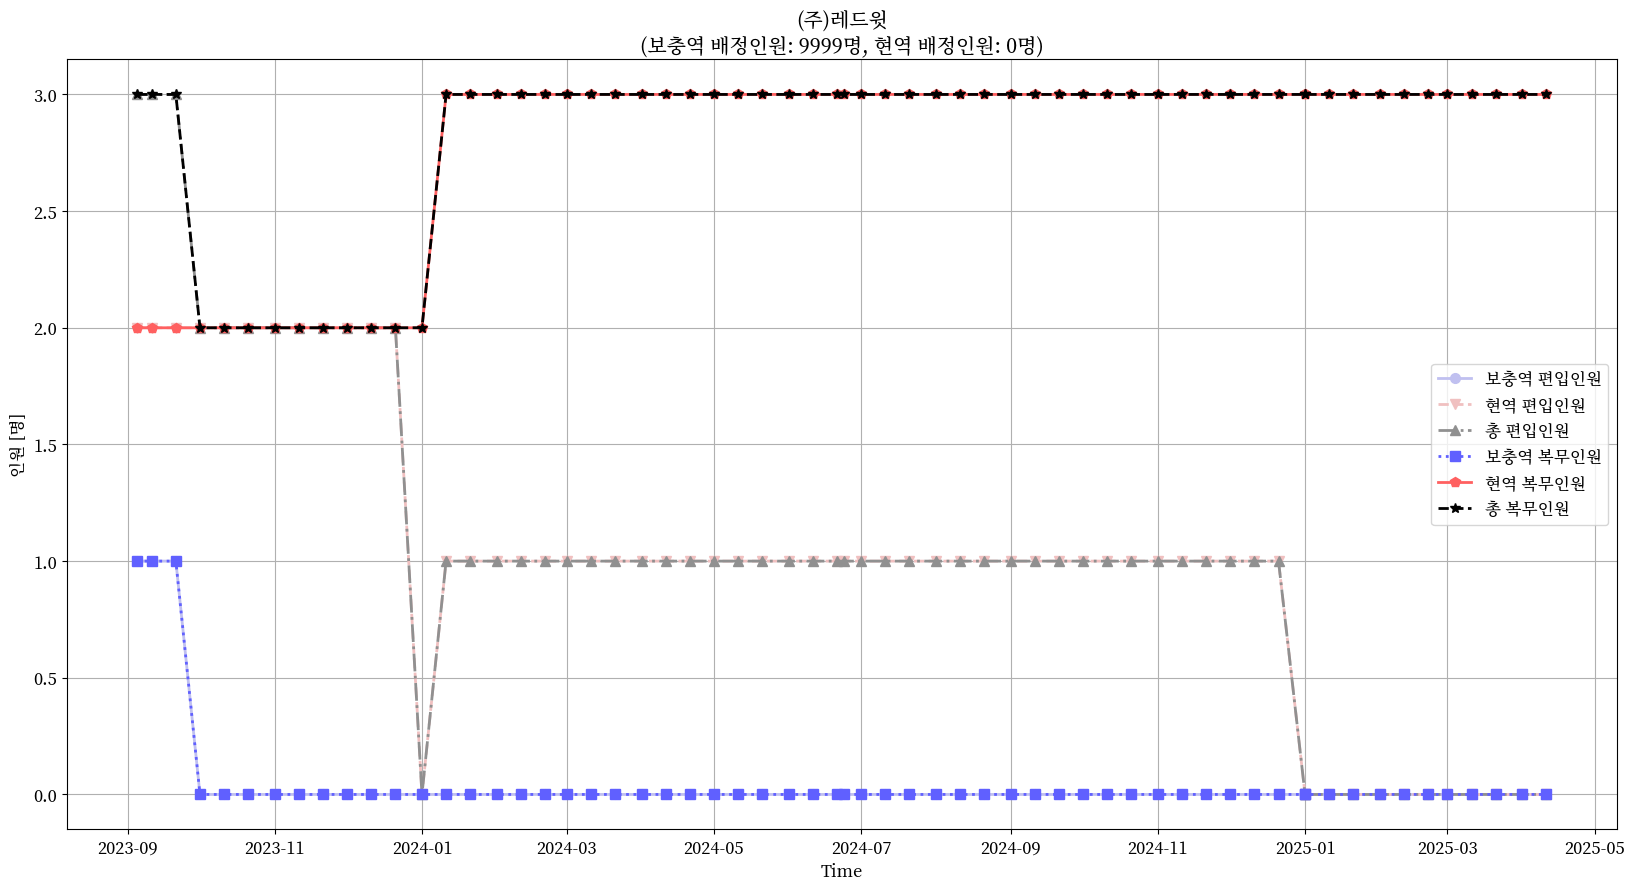 (주)레드윗
(보충역 배정인원: 9999명, 현역 배정인원: 0명)
3.0
2.5
2.0
1.5
1.0
0.5
0.0
인원 [명]
보충역 편입인원
현역 편입인원
총 편입인원
보충역 복무인원
현역 복무인원
총 복무인원
2023-09 2023-11 2024-01 2024-03 2024-05 2024-07 2024-09 2024-11 2025-01 2025-03 2025-05
Time